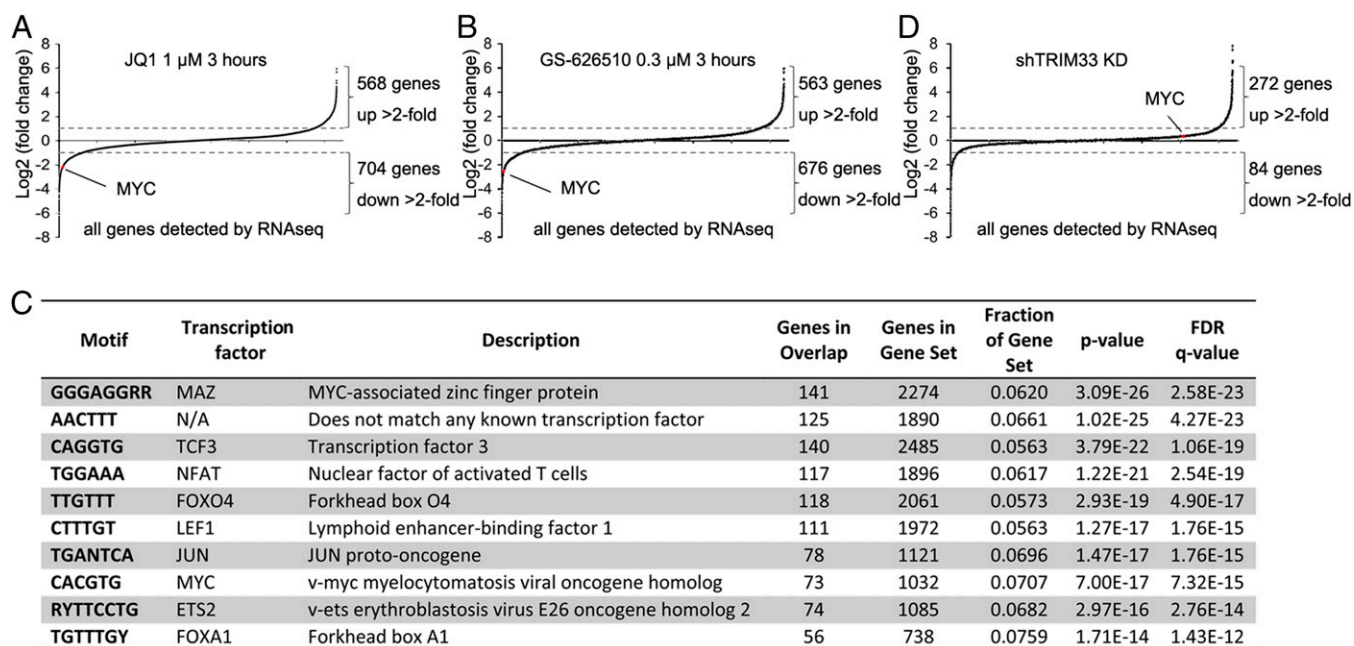 A
JQ1 1 µM 3 hours
Log2 (fold change)
8
6
4
2
0
-2
-4
-6
-8
568 genes
up >2-fold
704 genes
down >2-fold
MYC
all genes detected by RNAseq
B
GS-626510 0.3 µM 3 hours
Log2 (fold change)
8
6
4
2
0
-2
-4
-6
-8
563 genes
up >2-fold
676 genes
down >2-fold
MYC
all genes detected by RNAseq
D
shTRIM33 KD
Log2 (fold change)
8
6
4
2
0
-2
-4
-6
-8
MYC
272 genes
up >2-fold
84 genes
down >2-fold
all genes detected by RNAseq
C
Motif Transcription factor Description Genes in Overlap Genes in Gene Set Fraction of Gene Set p-value FDR q-value
GGGAGGRR MAZ MYC-associated zinc finger protein 141 2274 0.0620 3.09E-26 2.58E-23
AACTTT N/A Does not match any known transcription factor 125 1890 0.0661 1.02E-25 4.27E-23
CAGGTG TCF3 Transcription factor 3 140 2485 0.0563 3.79E-22 1.06E-19
TGGAAA NFAT Nuclear factor of activated T cells 117 1896 0.0617 1.22E-21 2.54E-19
TTGTTT FOXO4 Forkhead box O4 118 2061 0.0573 2.93E-19 4.90E-17
CTTTGT LEF1 Lymphoid enhancer-binding factor 1 111 1972 0.0563 1.27E-17 1.76E-15
TGANTCA JUN JUN proto-oncogene 78 1121 0.0696 1.47E-17 1.76E-15
CACGTG MYC v-myc myelocytomatosis viral oncogene homolog 73 1032 0.0707 7.00E-17 7.32E-15
RYTTCCTG ETS2 v-ets erythroblastosis virus E26 oncogene homolog 2 74 1085 0.0682 2.97E-16 2.76E-14
TGTTTGY FOXA1 Forkhead box A1 56 738 0.0759 1.71E-14 1.43E-12